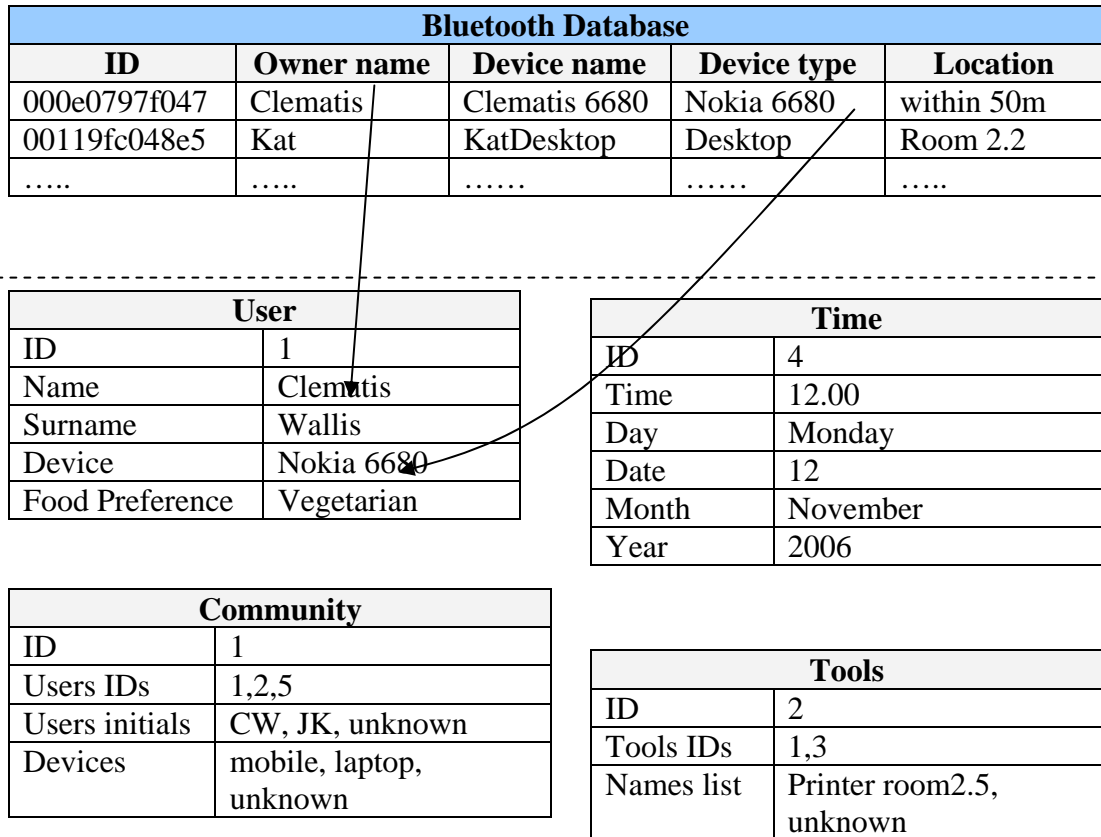 Bluetooth Database
ID Owner name Device name Device type Location
000e0797f047 Clematis Clematis 6680 Nokia 6680 within 50m
00119fc048e5 Kat KatDesktop Desktop Room 2.2
….. ….. …… …… …..
User
ID 1
Name Clematis
Surname Wallis
Device Nokia 6680
Food Preference Vegetarian
Time
ID 4
Time 12.00
Day Monday
Date 12
Month November
Year 2006
Community
ID 1
Users IDs 1,2,5
Users initials CW, JK, unknown
Devices mobile, laptop,
unknown
Tools
ID 2
Tools IDs 1,3
Names list Printer room2.5,
unknown